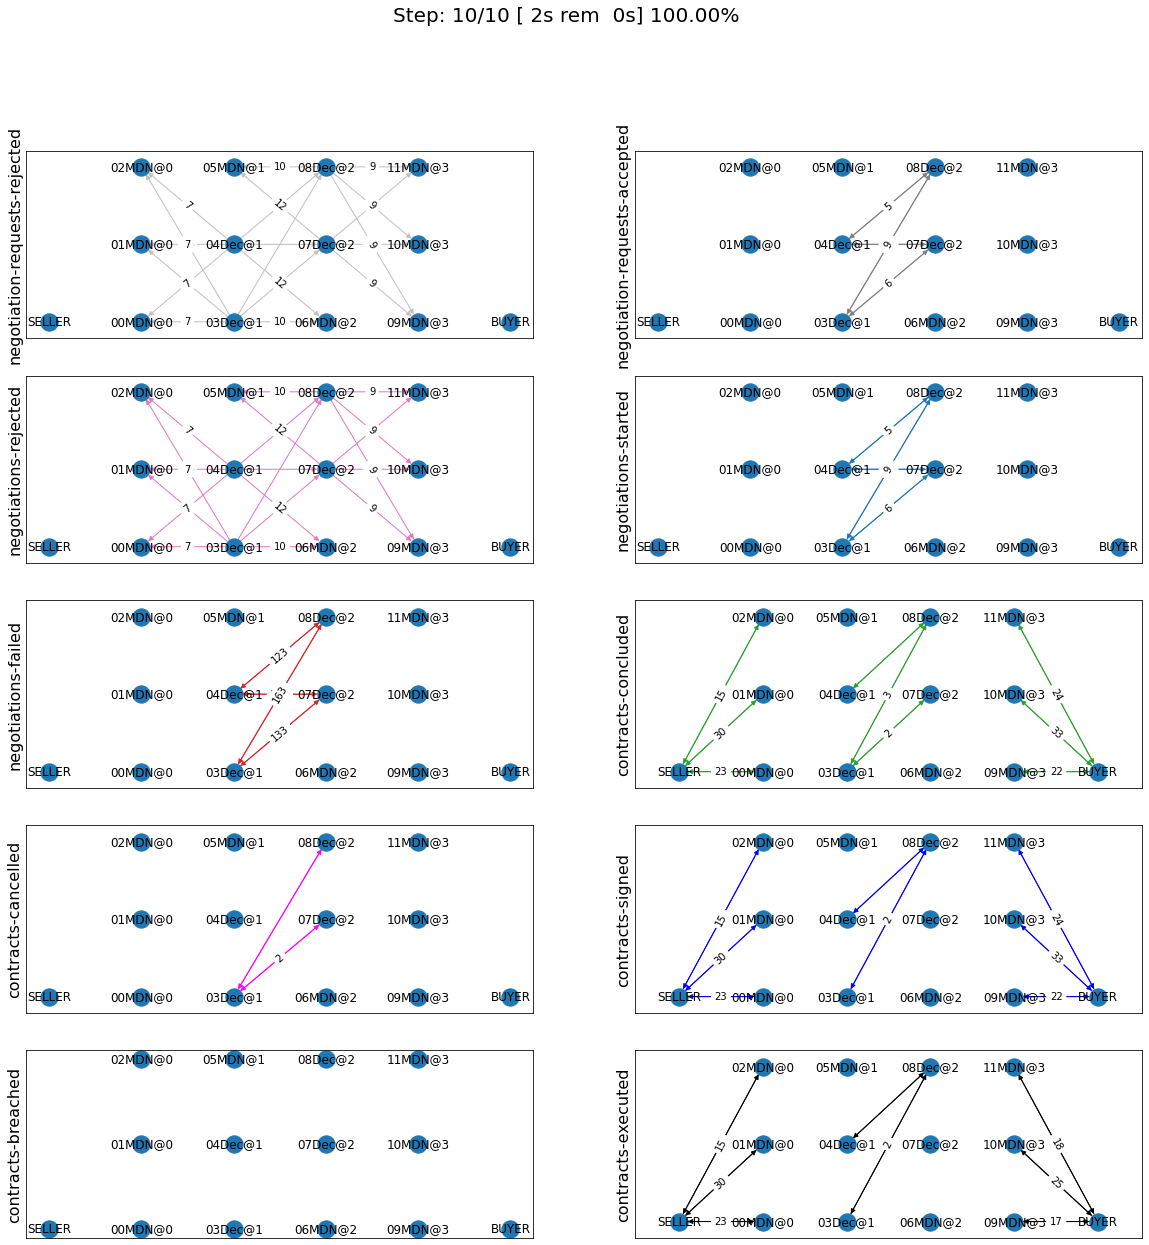 Step: 10/10 [ 2s rem  0s] 100.00%
negotiation-requests-rejected
02MDN@0 05MDN@1 10 08Dec@2 9 11MDN@3
7 12 9
01MDN@0 7 04Dec@1 07Dec@2 9 10MDN@3
7 12 9
SELLER 00MDN@0 7 03Dec@1 10 06MDN@2 09MDN@3 BUYER
negotiation-requests-accepted
02MDN@0 05MDN@1 08Dec@2 11MDN@3
5
01MDN@0 04Dec@1 9 07Dec@2 10MDN@3
6
SELLER 00MDN@0 03Dec@1 06MDN@2 09MDN@3 BUYER
negotiations-rejected
02MDN@0 05MDN@1 10 08Dec@2 9 11MDN@3
7 12 9
01MDN@0 7 04Dec@1 07Dec@2 9 10MDN@3
7 12 9
SELLER 00MDN@0 7 03Dec@1 10 06MDN@2 09MDN@3 BUYER
negotiations-started
02MDN@0 05MDN@1 08Dec@2 11MDN@3
5
01MDN@0 04Dec@1 9 07Dec@2 10MDN@3
6
SELLER 00MDN@0 03Dec@1 06MDN@2 09MDN@3 BUYER
negotiations-failed
02MDN@0 05MDN@1 08Dec@2 11MDN@3
123
01MDN@0 04Dec@1 163 07Dec@2 10MDN@3
133
SELLER 00MDN@0 03Dec@1 06MDN@2 09MDN@3 BUYER
contracts-concluded
02MDN@0 05MDN@1 08Dec@2 11MDN@3
15 01MDN@0 04Dec@1 3 07Dec@2 10MDN@3 24
30 2 33
SELLER 23 00MDN@0 03Dec@1 06MDN@2 09MDN@3 22 BUYER
contracts-cancelled
02MDN@0 05MDN@1 08Dec@2 11MDN@3
01MDN@0 04Dec@1 07Dec@2 10MDN@3
2
SELLER 00MDN@0 03Dec@1 06MDN@2 09MDN@3 BUYER
contracts-signed
02MDN@0 05MDN@1 08Dec@2 11MDN@3
15 01MDN@0 04Dec@1 2 07Dec@2 10MDN@3 24
30 33
SELLER 23 00MDN@0 03Dec@1 06MDN@2 09MDN@3 22 BUYER
contracts-breached
02MDN@0 05MDN@1 08Dec@2 11MDN@3
01MDN@0 04Dec@1 07Dec@2 10MDN@3
SELLER 00MDN@0 03Dec@1 06MDN@2 09MDN@3 BUYER
contracts-executed
02MDN@0 05MDN@1 08Dec@2 11MDN@3
15 01MDN@0 04Dec@1 2 07Dec@2 10MDN@3 18
30 25
SELLER 23 00MDN@0 03Dec@1 06MDN@2 09MDN@3 17 BUYER